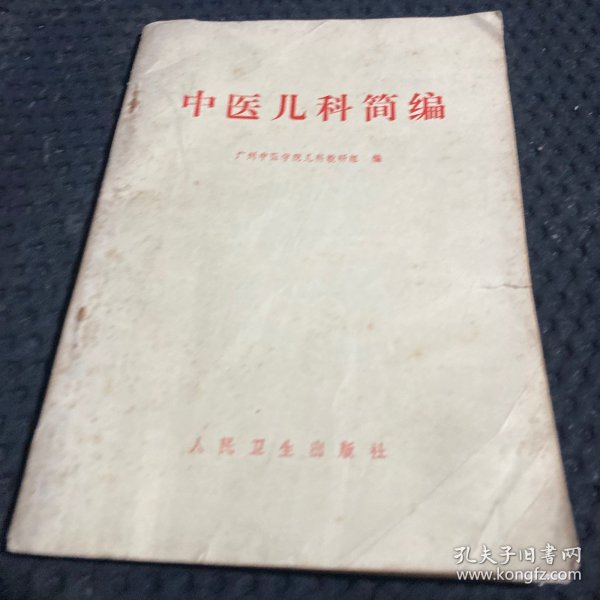 中医儿科简编
广州中医学院儿科教研组 编
人民卫生出版社
孔夫子旧书网
www.kongfz.com